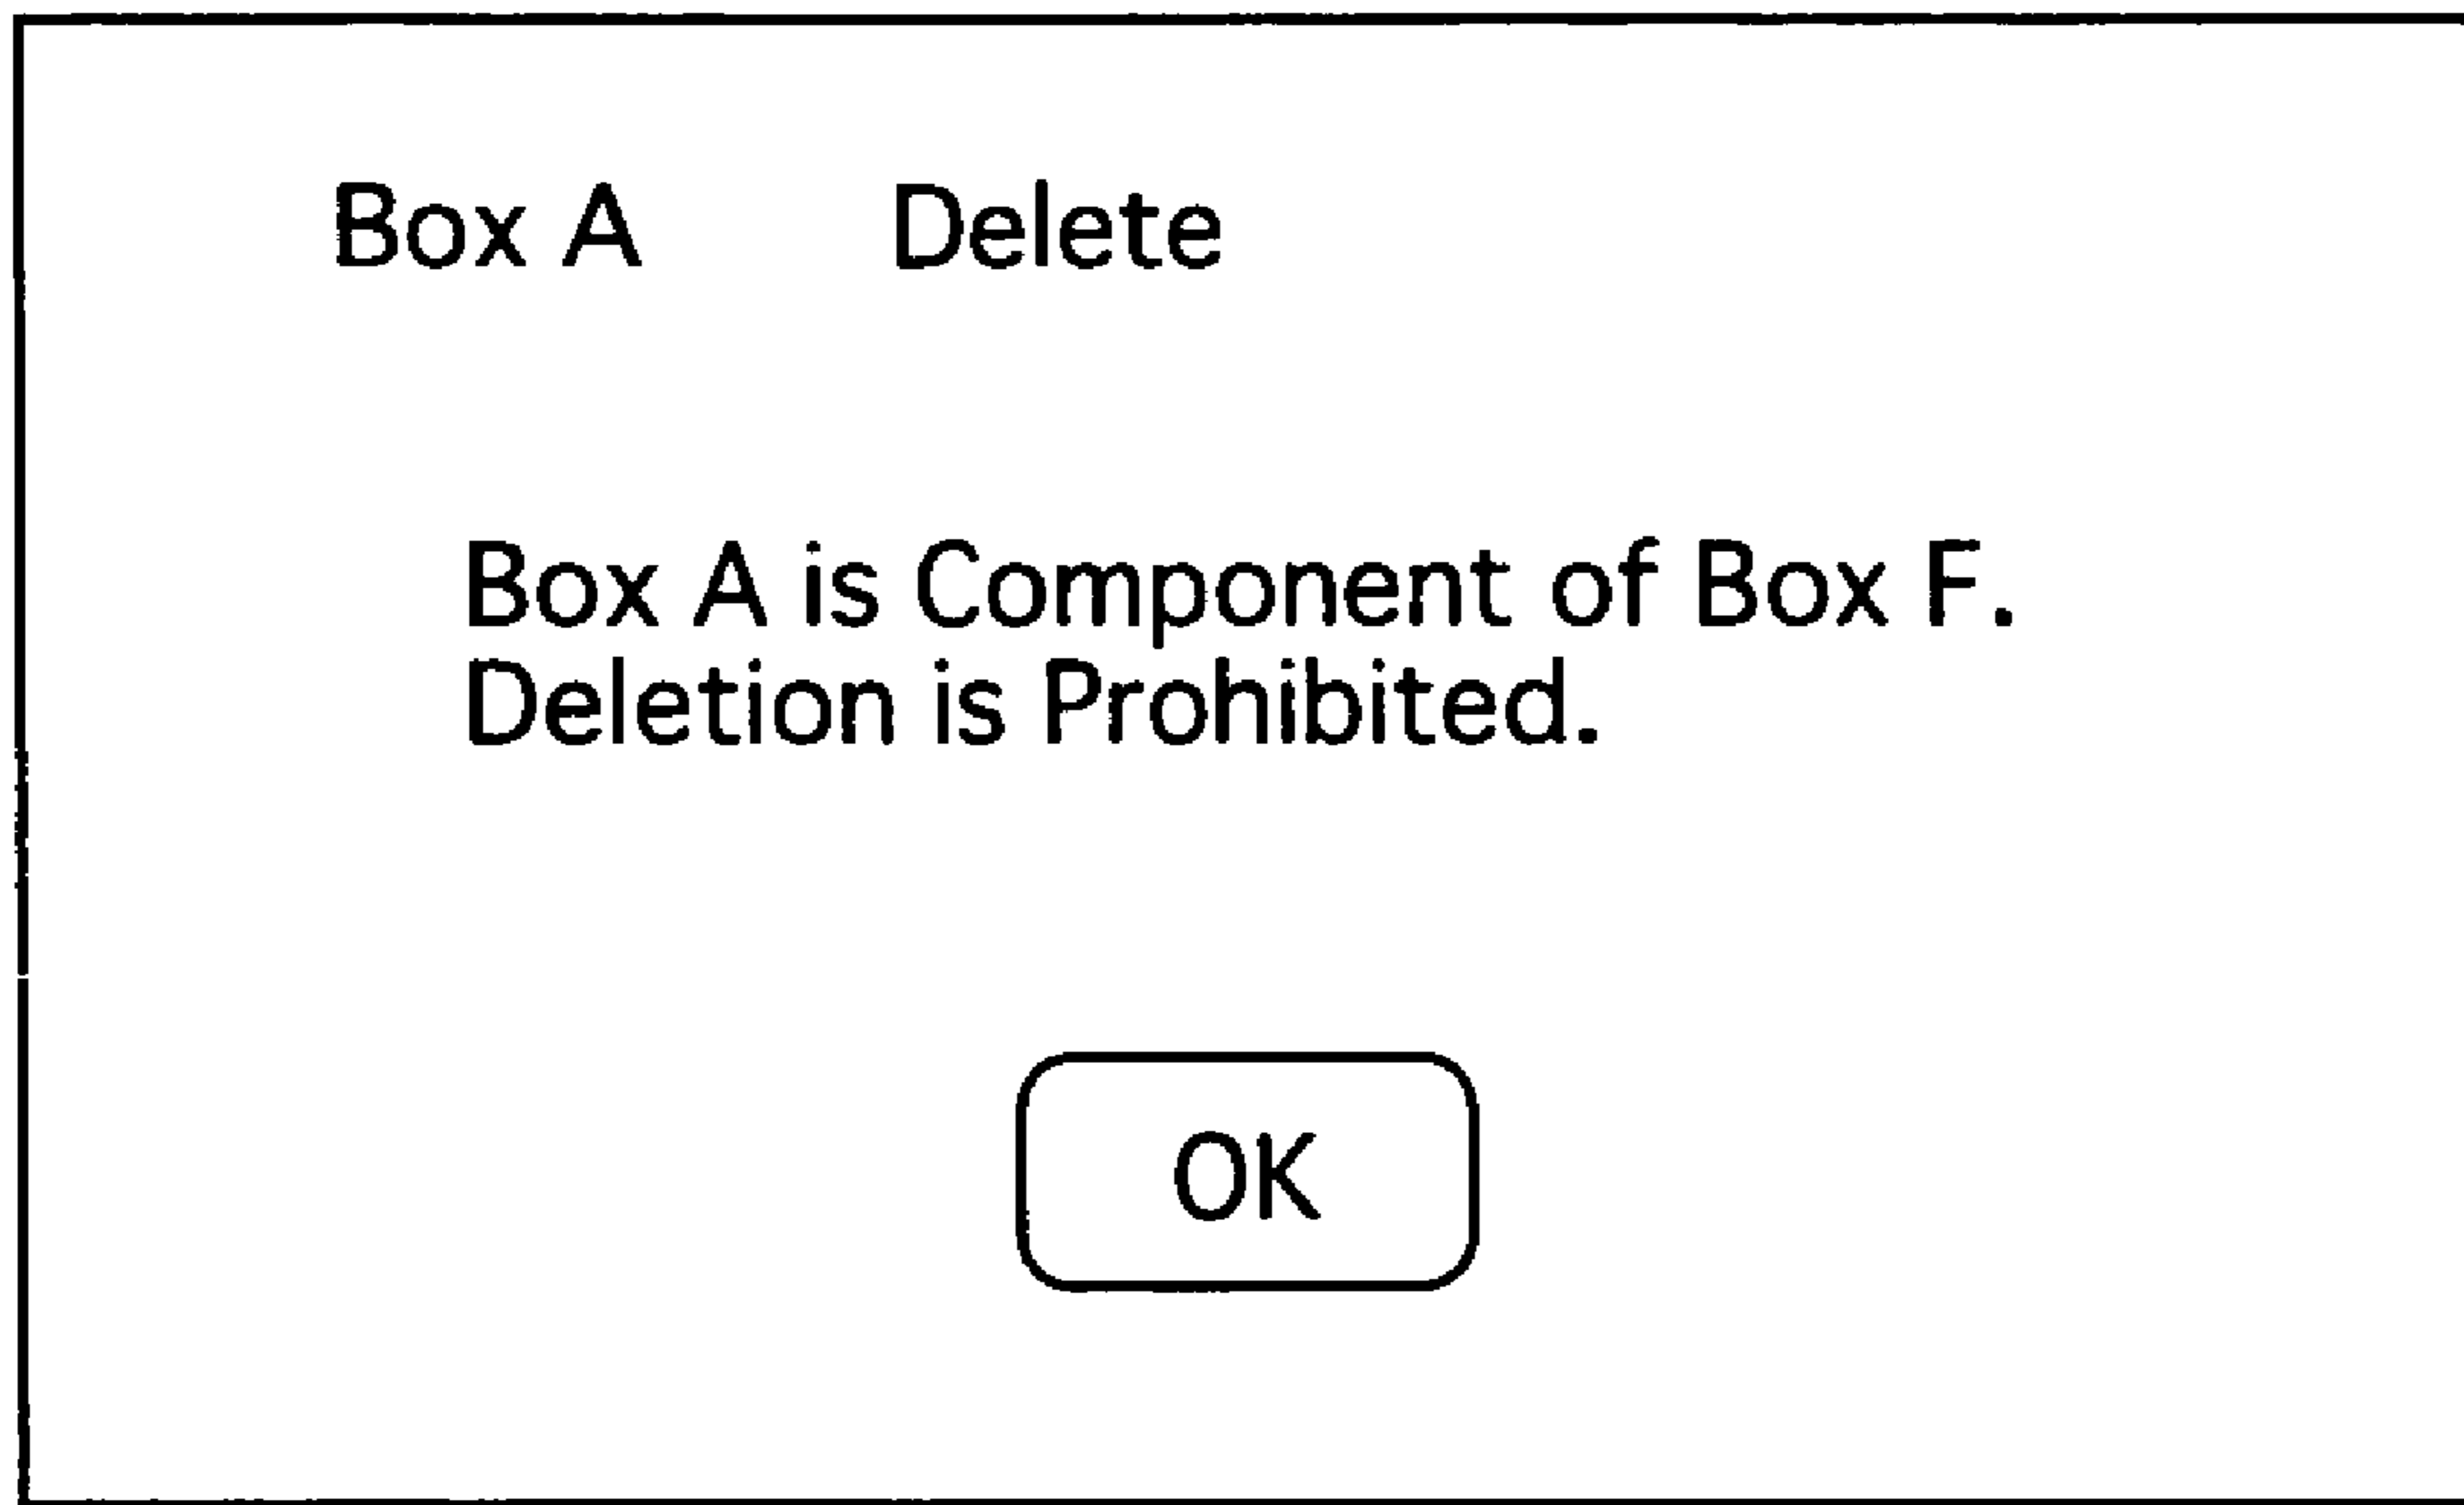 Box A Delete
Box A is Component of Box F.
Deletion is Prohibited.
OK